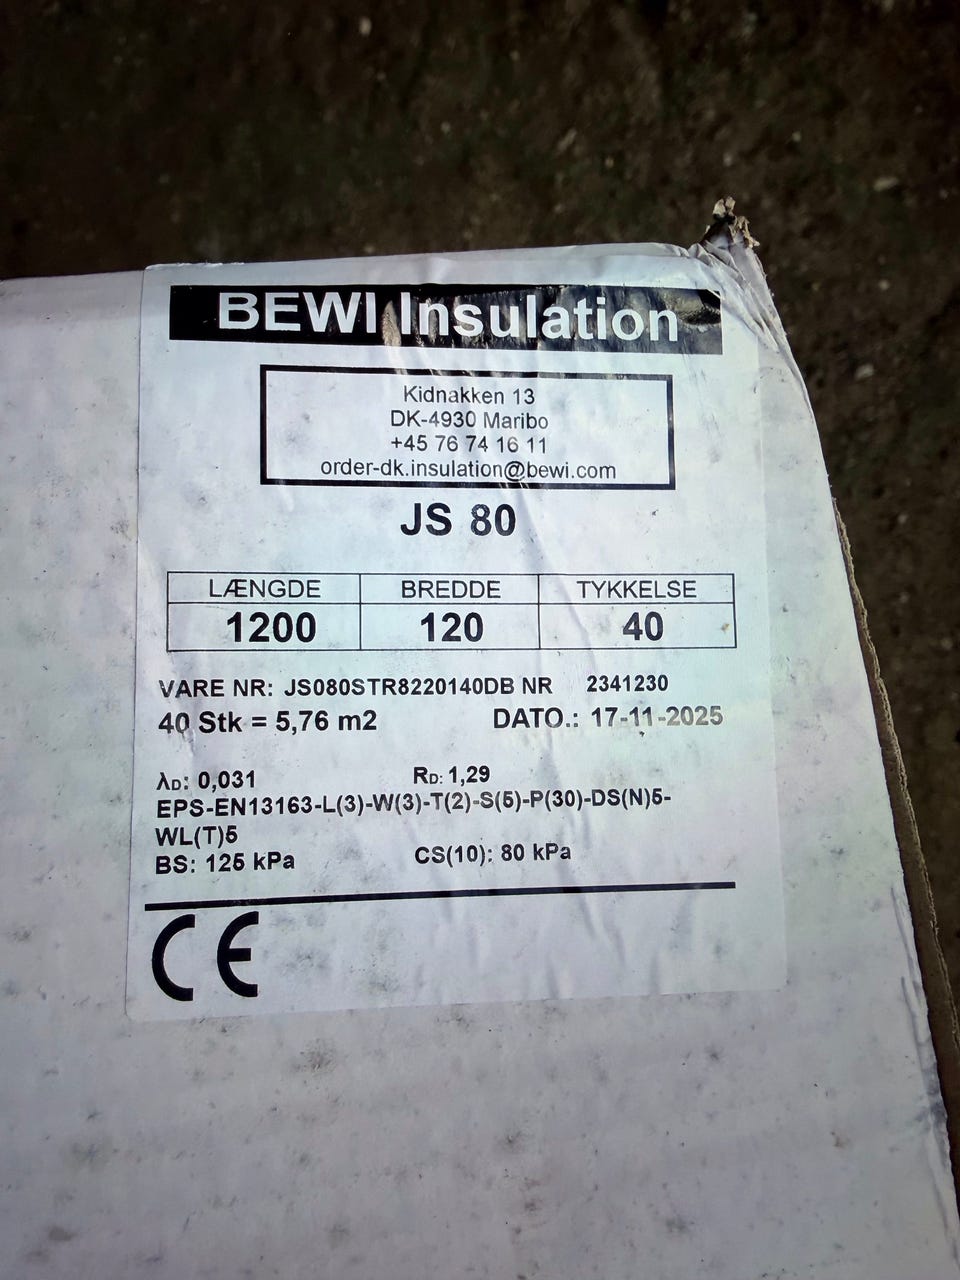 BEWI Insulation
Kidnakken 13
DK-4930 Maribo
+45 76 74 16 11
order-dk.insulation@bewi.com
JS 80
LÆNGDE BREDDE TYKKELSE
1200 120 40
VARE NR: JS080STR8220140DB NR 2341230
40 Stk = 5,76 m2 DATO.: 17-11-2025
λD: 0,031 RD: 1,29
EPS-EN13163-L(3)-W(3)-T(2)-S(5)-P(30)-DS(N)5-
WL(T)5
BS: 125 kPa CS(10): 80 kPa
CE